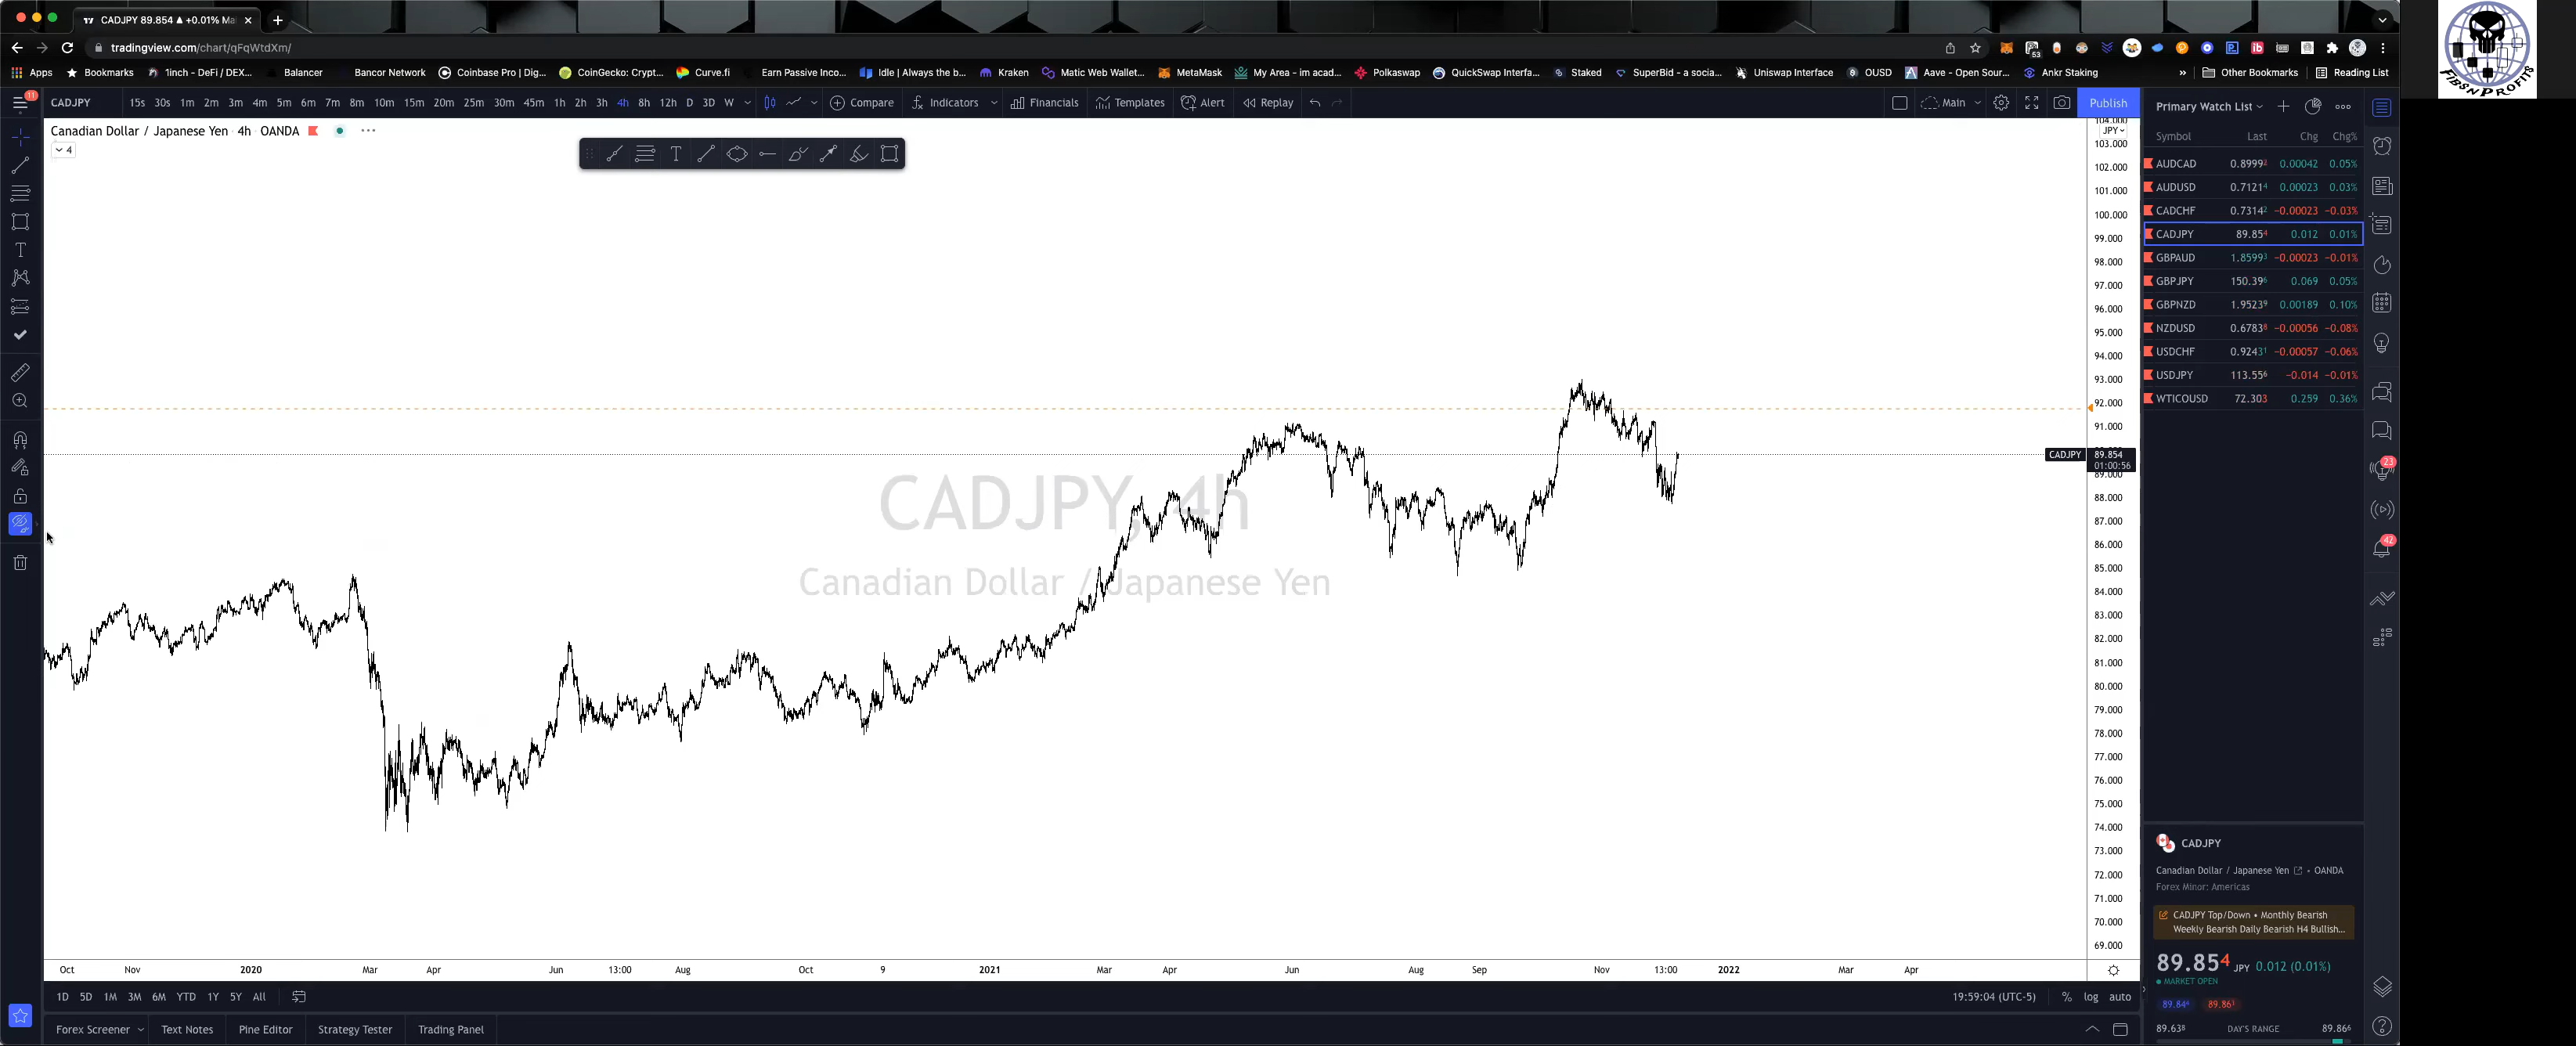 CADJPY 89.854 ▲ +0.01% Ma
tradingview.com/chart/qFqWtdXm/
Apps Bookmarks 1inch - DeFi / DEX... Balancer Bancor Network Coinbase Pro | Dig... CoinGecko: Crypt... Curve.fi Earn Passive Inco... Idle | Always the b... Kraken Matic Web Wallet... MetaMask My Area - im acad... Polkaswap QuickSwap Interfa... Staked SuperBid - a socia... Uniswap Interface OUSD Aave - Open Sour... Ankr Staking » Other Bookmarks Reading List
11
53
CADJPY 15s 30s 1m 2m 3m 4m 5m 6m 7m 8m 10m 15m 20m 25m 30m 45m 1h 2h 3h 4h 8h 12h D 3D W Compare Indicators Financials Templates Alert Replay Main Publish
Canadian Dollar / Japanese Yen · 4h · OANDA
4
CADJPY, 4h
Canadian Dollar / Japanese Yen
104.000
JPY
103.000
102.000
101.000
100.000
99.000
98.000
97.000
96.000
95.000
94.000
93.000
92.000
91.000
CADJPY 89.854
01:00:56
89.000
88.000
87.000
86.000
85.000
84.000
83.000
82.000
81.000
80.000
79.000
78.000
77.000
76.000
75.000
74.000
73.000
72.000
71.000
70.000
69.000
Oct Nov 2020 Mar Apr Jun 13:00 Aug Oct 9 2021 Mar Apr Jun Aug Sep Nov 13:00 2022 Mar Apr
1D 5D 1M 3M 6M YTD 1Y 5Y All
19:59:04 (UTC-5) % log auto
Forex Screener Text Notes Pine Editor Strategy Tester Trading Panel
Primary Watch List
Symbol Last Chg Chg%
AUDCAD 0.89992 0.00042 0.05%
AUDUSD 0.71214 0.00023 0.03%
CADCHF 0.73142 −0.00023 −0.03%
CADJPY 89.854 0.012 0.01%
GBPAUD 1.85993 −0.00023 −0.01%
GBPJPY 150.396 0.069 0.05%
GBPNZD 1.95239 0.00189 0.10%
NZDUSD 0.67838 −0.00056 −0.08%
USDCHF 0.92431 −0.00057 −0.06%
USDJPY 113.556 −0.014 −0.01%
WTICOUSD 72.303 0.259 0.36%
23
42
CADJPY
Canadian Dollar / Japanese Yen • OANDA
Forex Minor: Americas
CADJPY Top/Down • Monthly Bearish
Weekly Bearish Daily Bearish H4 Bullish...
89.854 JPY 0.012 (0.01%)
MARKET OPEN
89.846 89.861
89.638 DAY'S RANGE 89.866
FIBSNPROFITS